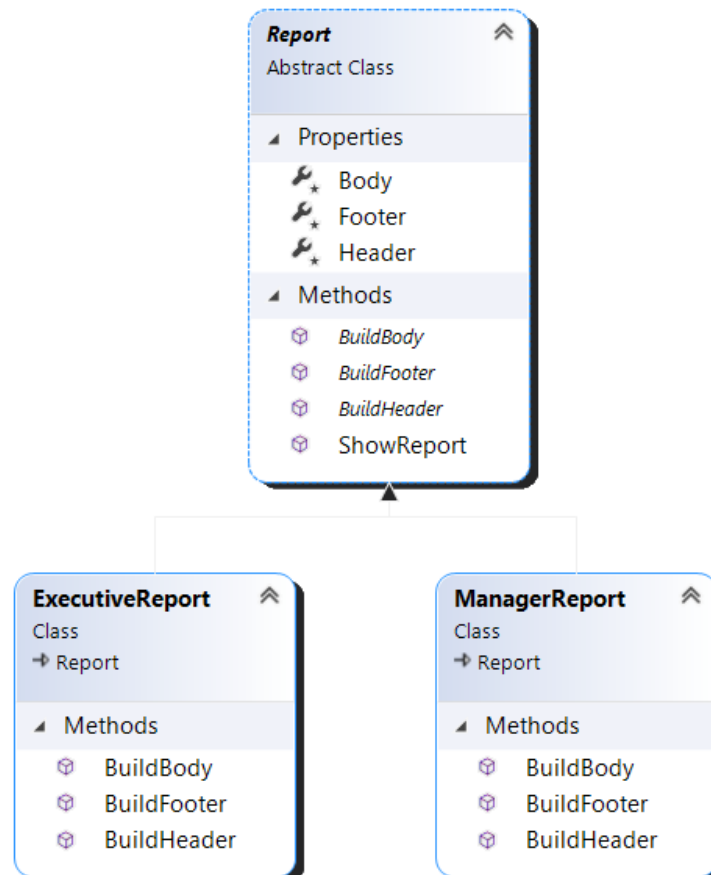 Report
Abstract Class
Properties
Body
Footer
Header
Methods
BuildBody
BuildFooter
BuildHeader
ShowReport
ExecutiveReport
Class
Report
Methods
BuildBody
BuildFooter
BuildHeader
ManagerReport
Class
Report
Methods
BuildBody
BuildFooter
BuildHeader